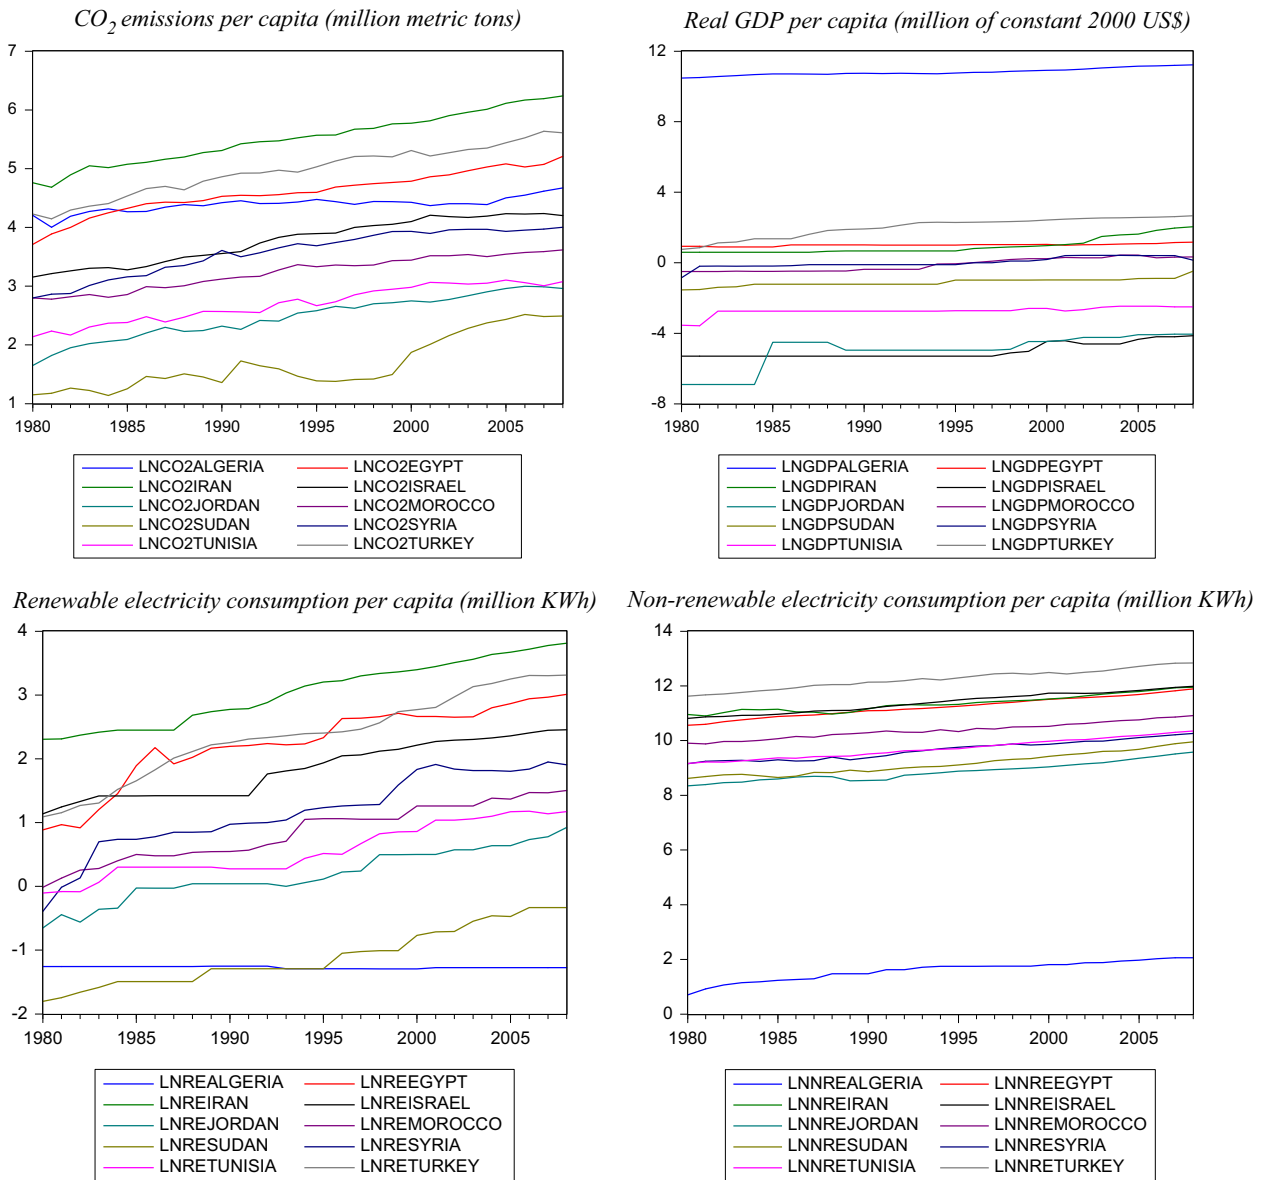 CO2 emissions per capita (million metric tons)
7
6
5
4
3
2
1
1980 1985 1990 1995 2000 2005
LNCO2ALGERIA LNCO2EGYPT
LNCO2IRAN LNCO2ISRAEL
LNCO2JORDAN LNCO2MOROCCO
LNCO2SUDAN LNCO2SYRIA
LNCO2TUNISIA LNCO2TURKEY
Real GDP per capita (million of constant 2000 US$)
12
8
4
0
-4
-8
1980 1985 1990 1995 2000 2005
LNGDPALGERIA LNGDPEGYPT
LNGDPIRAN LNGDPISRAEL
LNGDPJORDAN LNGDPMOROCCO
LNGDPSUDAN LNGDPSYRIA
LNGDPTUNISIA LNGDPTURKEY
Renewable electricity consumption per capita (million KWh)
4
3
2
1
0
-1
-2
1980 1985 1990 1995 2000 2005
LNREALGERIA LNREEGYPT
LNREIRAN LNREISRAEL
LNREJORDAN LNREMOROCCO
LNRESUDAN LNRESYRIA
LNRETUNISIA LNRETURKEY
Non-renewable electricity consumption per capita (million KWh)
14
12
10
8
6
4
2
0
1980 1985 1990 1995 2000 2005
LNNREALGERIA LNNREEGYPT
LNNREIRAN LNNREISRAEL
LNNREJORDAN LNNREMOROCCO
LNNRESUDAN LNNRESYRIA
LNNRETUNISIA LNNRETURKEY